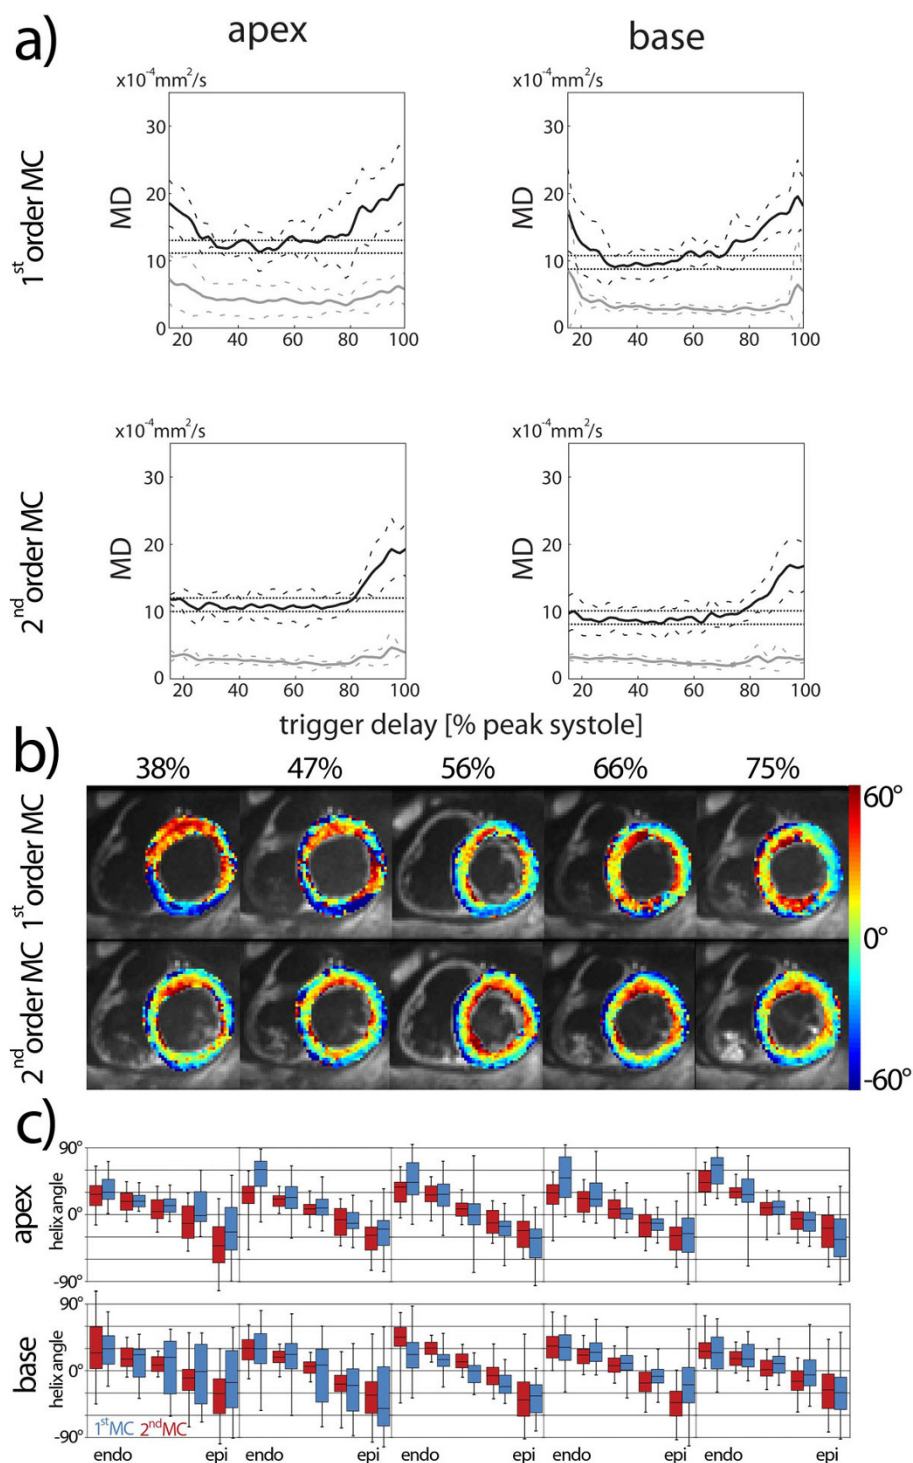 a)
apex
base
x10⁻⁴mm²/s
x10⁻⁴mm²/s
1ˢᵗ order MC
MD
30
20
10
0
20 40 60 80 100
MD
30
20
10
0
20 40 60 80 100
x10⁻⁴mm²/s
x10⁻⁴mm²/s
2ⁿᵈ order MC
MD
30
20
10
0
20 40 60 80 100
MD
30
20
10
0
20 40 60 80 100
trigger delay [% peak systole]
b)
38% 47% 56% 66% 75%
1ˢᵗ order MC
2ⁿᵈ order MC
60°
0°
-60°
c)
apex
helix angle
90°
0°
-90°
base
helix angle
90°
0°
-90°
1ˢᵗMC 2ⁿᵈMC
endo epi endo epi endo epi endo epi endo epi